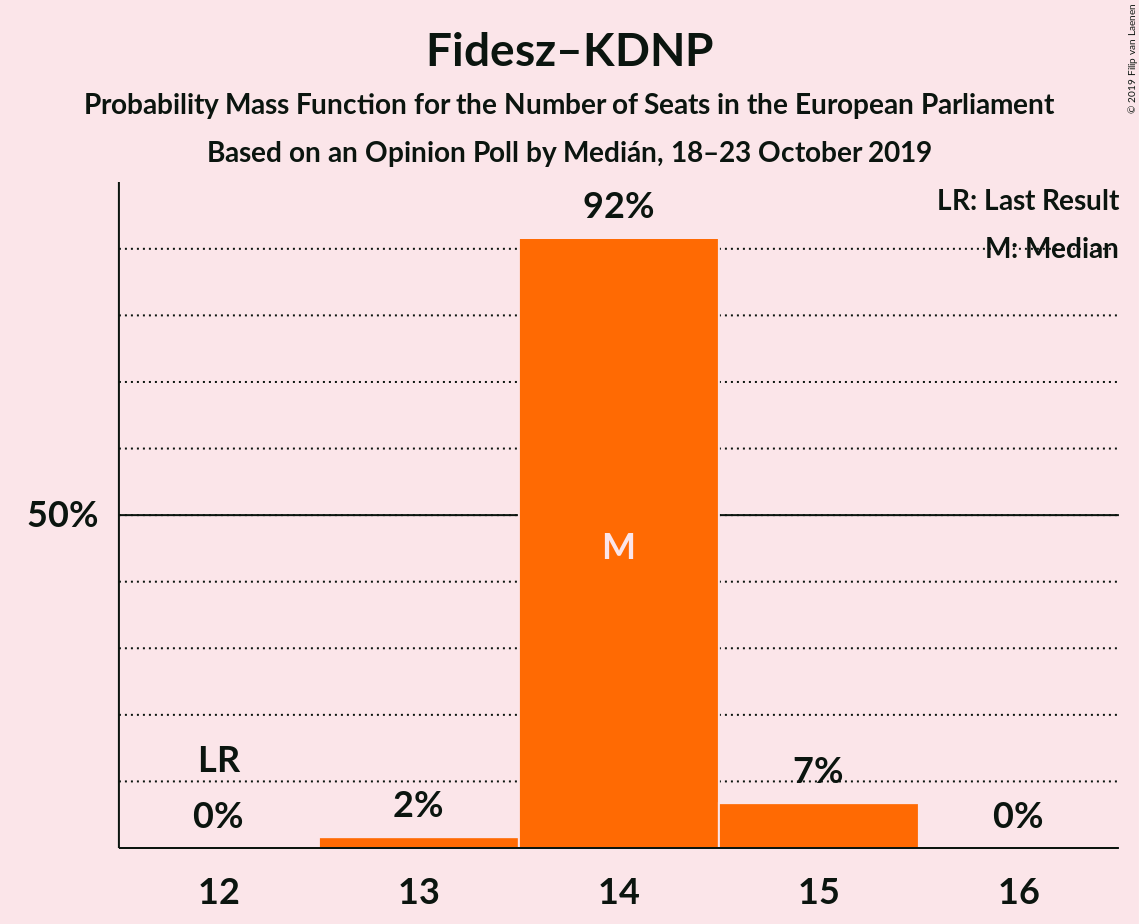 Fidesz–KDNP
Probability Mass Function for the Number of Seats in the European Parliament
Based on an Opinion Poll by Medián, 18–23 October 2019
© 2019 Filip van Laenen
LR: Last Result
M: Median
92%
50%
M
LR
0%
2%
7%
0%
12 13 14 15 16